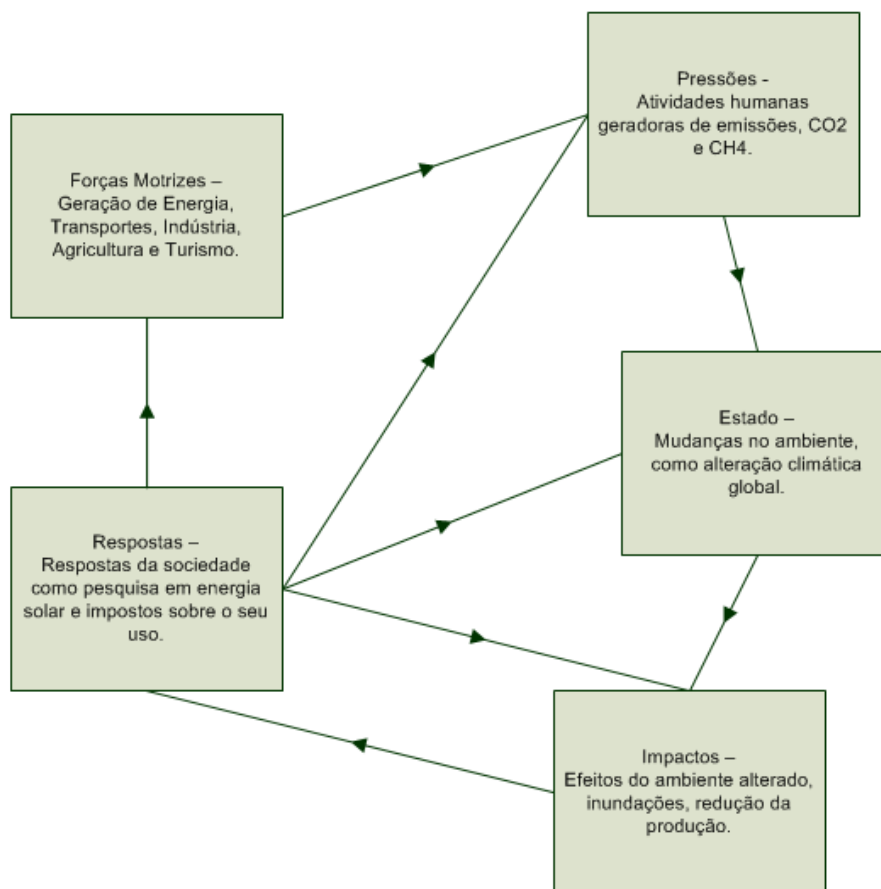 Pressões -
Atividades humanas
geradoras de emissões, CO2
e CH4.
Forças Motrizes –
Geração de Energia,
Transportes, Indústria,
Agricultura e Turismo.
Estado –
Mudanças no ambiente,
como alteração climática
global.
Respostas –
Respostas da sociedade
como pesquisa em energia
solar e impostos sobre o seu
uso.
Impactos –
Efeitos do ambiente alterado,
inundações, redução da
produção.